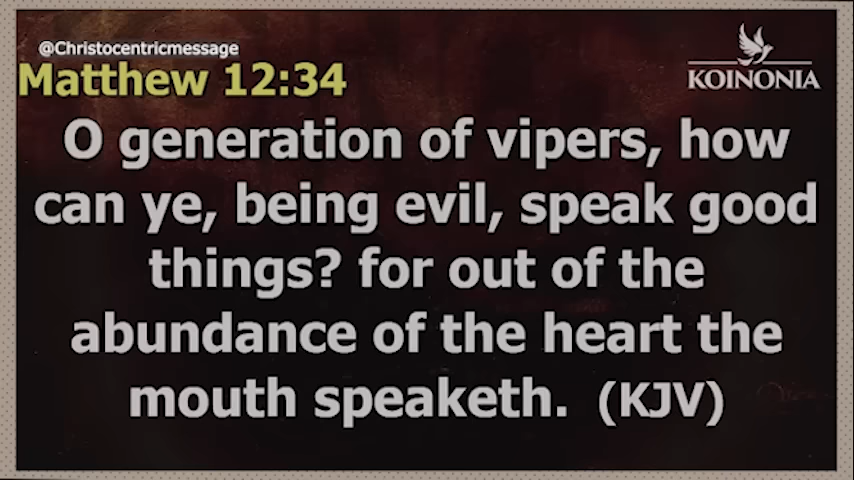 @Christocentricmessage
KOINONIA
Matthew 12:34
O generation of vipers, how
can ye, being evil, speak good
things? for out of the
abundance of the heart the
mouth speaketh. (KJV)